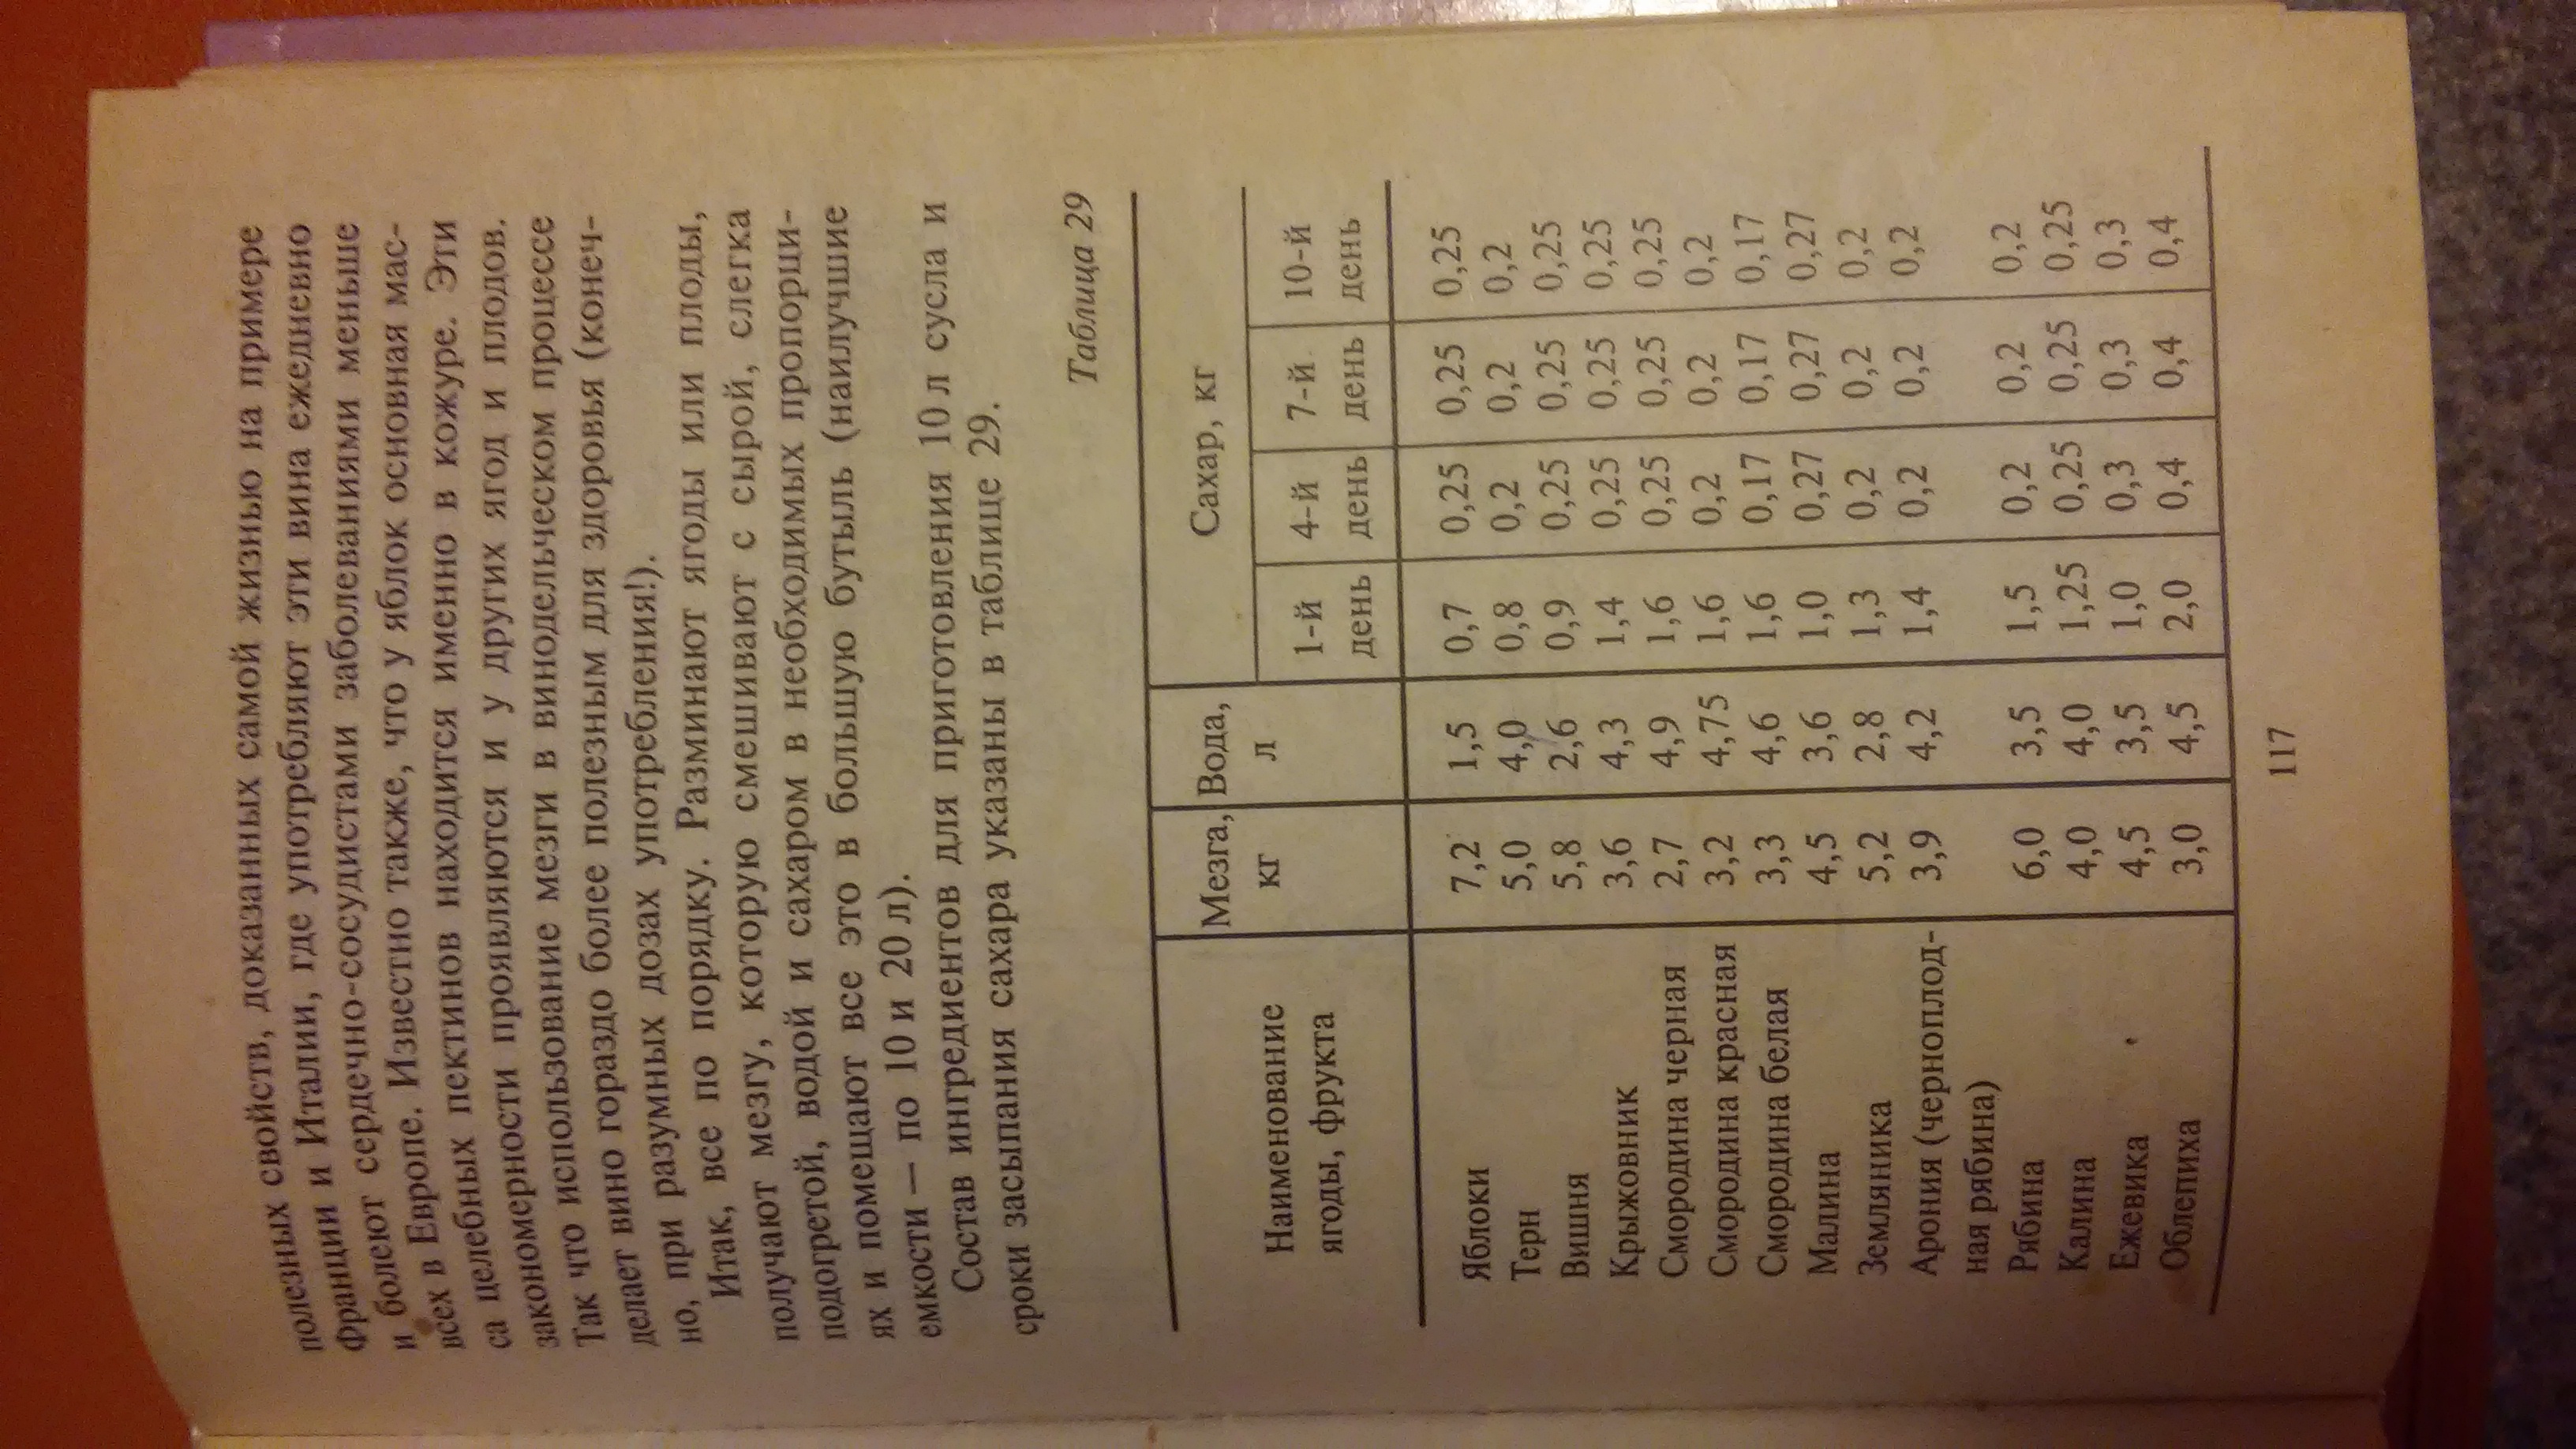 полезных свойств, доказанных самой жизнью на примере
Франции и Италии, где употребляют эти вина ежедневно
и болеют сердечно-сосудистами заболеваниями меньше
всех в Европе. Известно также, что у яблок основная мас-
са целебных пектинов находится именно в кожуре. Эти
закономерности проявляются и у других ягод и плодов.
Так что использование мезги в винодельческом процессе
делает вино гораздо более полезным для здоровья (конеч-
но, при разумных дозах употребления!).
Итак, все по порядку. Разминают ягоды или плоды,
получают мезгу, которую смешивают с сырой, слегка
подогретой, водой и сахаром в необходимых пропорци-
ях и помещают все это в большую бутыль (наилучшие
емкости — по 10 и 20 л).
Состав ингредиентов для приготовления 10 л сусла и
сроки засыпания сахара указаны в таблице 29.
Таблица 29
Наименование ягоды, фрукта Мезга, кг Вода, л Сахар, кг
1-й день 4-й день 7-й день 10-й день
Яблоки 7,2 1,5 0,7 0,25 0,25 0,25
Терн 5,0 4,0 0,8 0,2 0,2 0,2
Вишня 5,8 2,6 0,9 0,25 0,25 0,25
Крыжовник 3,6 4,3 1,4 0,25 0,25 0,25
Смородина черная 2,7 4,9 1,6 0,25 0,25 0,25
Смородина красная 3,2 4,75 1,6 0,2 0,2 0,2
Смородина белая 3,3 4,6 1,6 0,17 0,17 0,17
Малина 4,5 3,6 1,0 0,27 0,27 0,27
Земляника 5,2 2,8 1,3 0,2 0,2 0,2
Арония (черноплод- 3,9 4,2 1,4 0,2 0,2 0,2
ная рябина)
Рябина 6,0 3,5 1,5 0,2 0,2 0,2
Калина 4,0 4,0 1,25 0,25 0,25 0,25
Ежевика 4,5 3,5 1,0 0,3 0,3 0,3
Облепиха 3,0 4,5 2,0 0,4 0,4 0,4
117